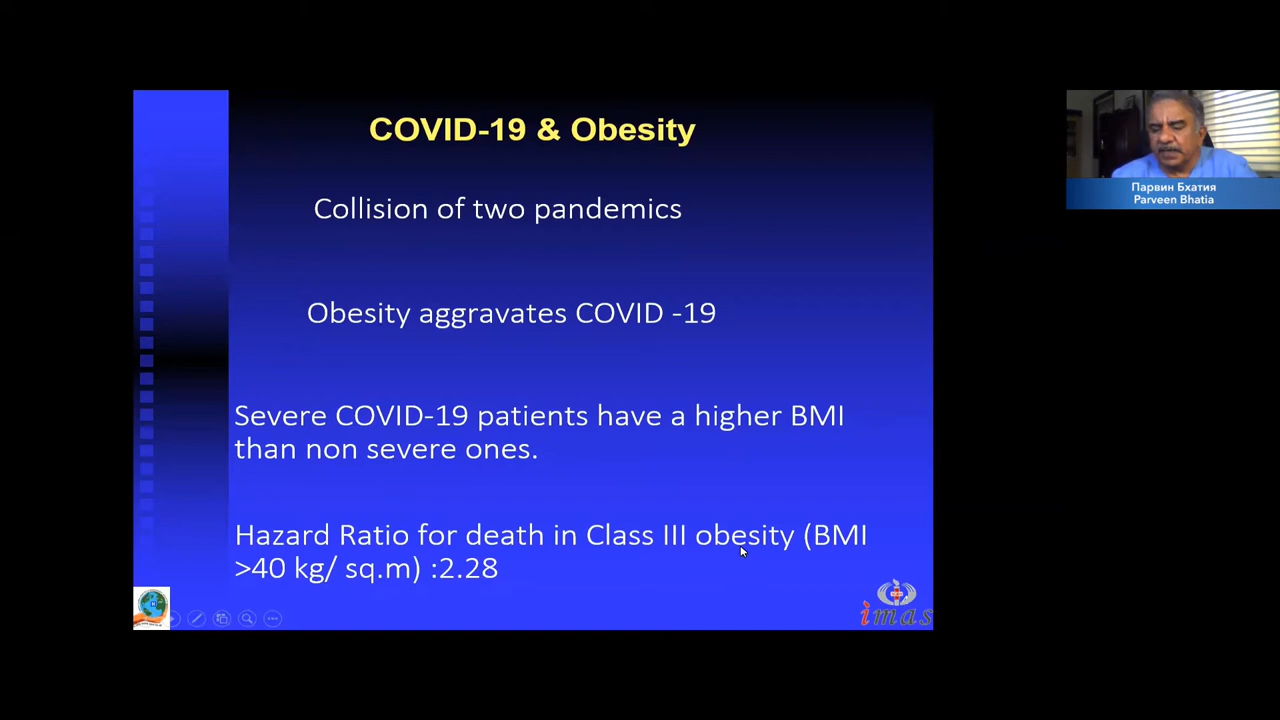 COVID-19 & Obesity
Collision of two pandemics
Obesity aggravates COVID -19
Severe COVID-19 patients have a higher BMI
than non severe ones.
Hazard Ratio for death in Class III obesity (BMI
>40 kg/ sq.m) :2.28
imas
Парвин Бхатия
Parveen Bhatia